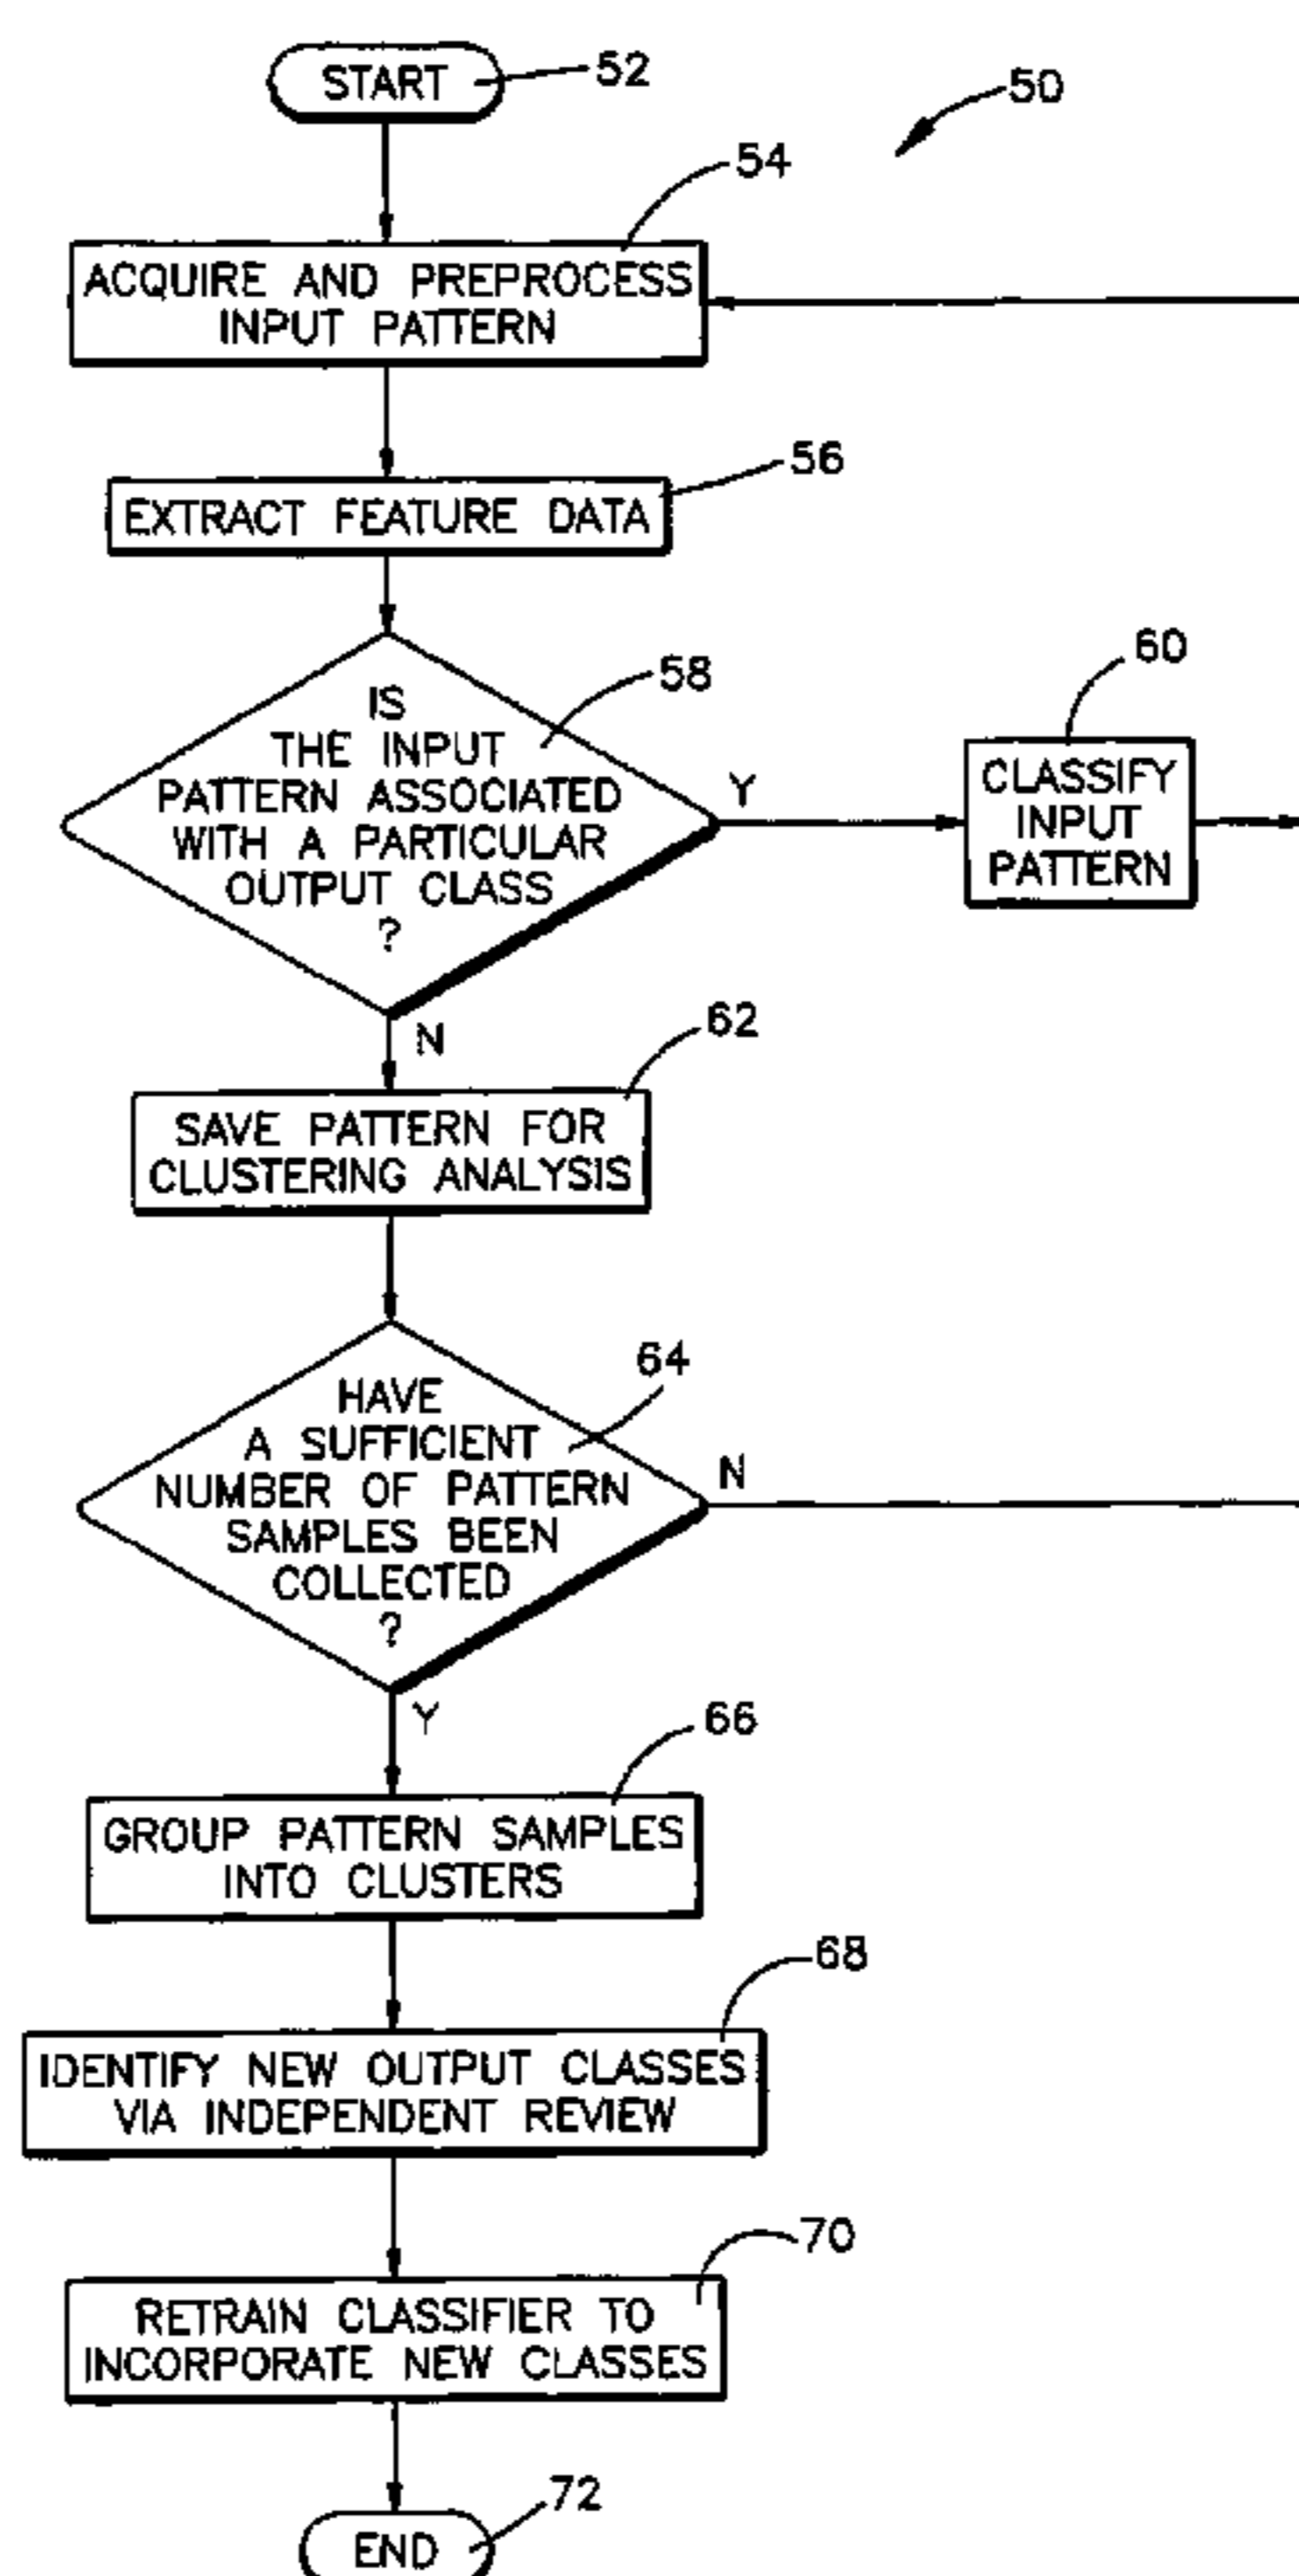 START
52
50
54
ACQUIRE AND PREPROCESS
INPUT PATTERN
56
EXTRACT FEATURE DATA
58
IS
THE INPUT
PATTERN ASSOCIATED
WITH A PARTICULAR
OUTPUT CLASS
?
Y
60
CLASSIFY
INPUT
PATTERN
N
62
SAVE PATTERN FOR
CLUSTERING ANALYSIS
64
HAVE
A SUFFICIENT
NUMBER OF PATTERN
SAMPLES BEEN
COLLECTED
?
N
Y
66
GROUP PATTERN SAMPLES
INTO CLUSTERS
68
IDENTIFY NEW OUTPUT CLASSES
VIA INDEPENDENT REVIEW
70
RETRAIN CLASSIFIER TO
INCORPORATE NEW CLASSES
72
END